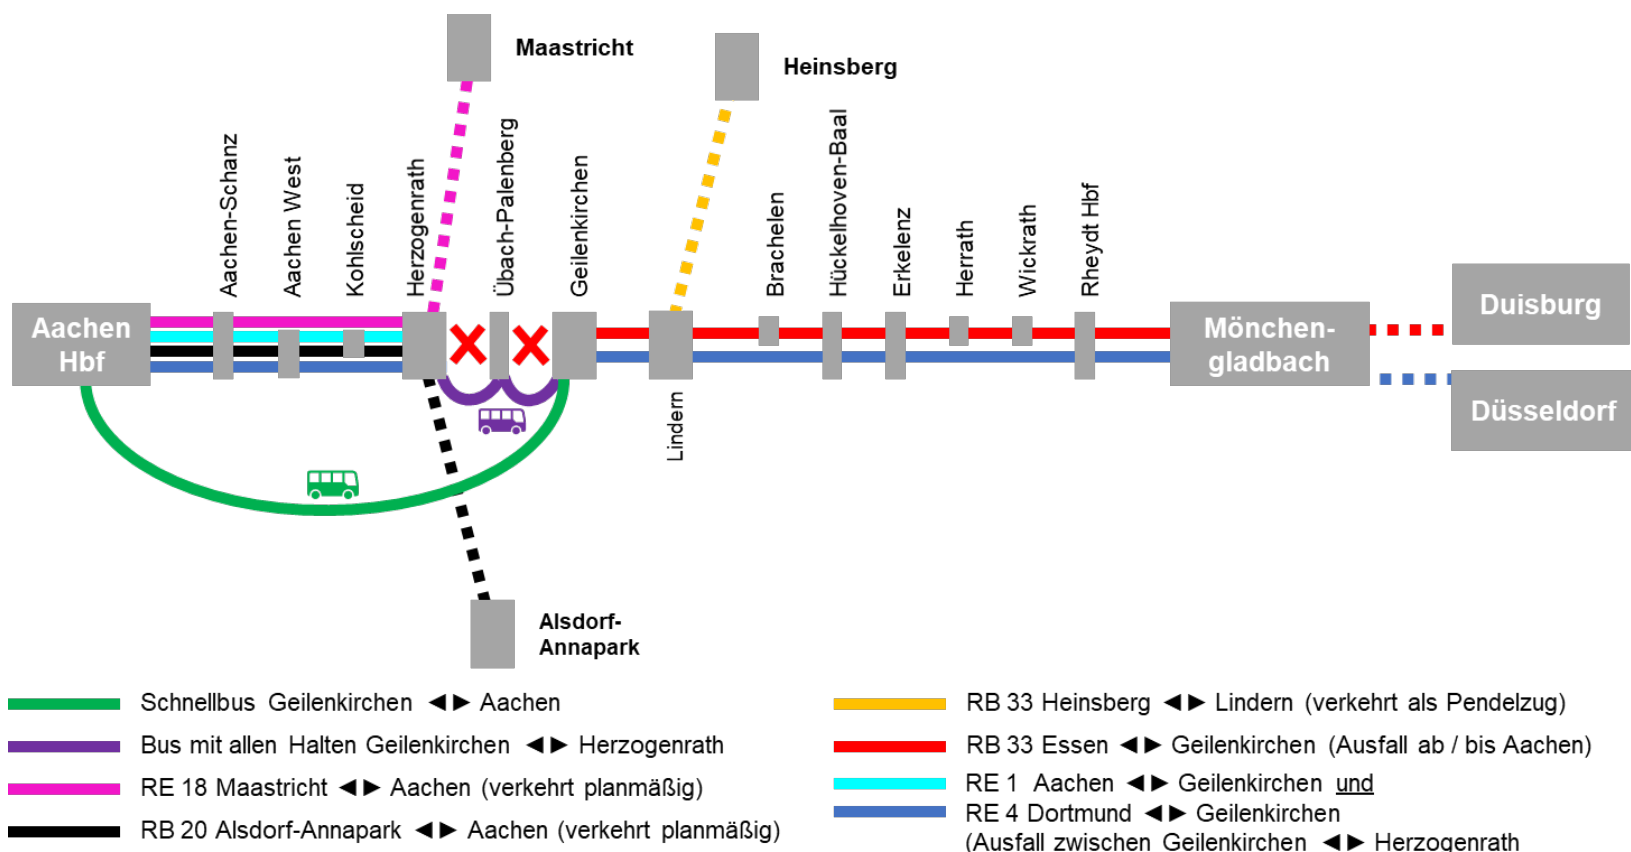 Maastricht
Heinsberg
Aachen-Schanz
Aachen West
Kohlscheid
Herzogenrath
Übach-Palenberg
Geilenkirchen
Brachelen
Hückelhoven-Baal
Erkelenz
Herrath
Wickrath
Rheydt Hbf
Aachen
Hbf
Mönchen-
gladbach
Duisburg
Düsseldorf
Lindern
Alsdorf-
Annapark
Schnellbus Geilenkirchen ◄► Aachen
Bus mit allen Halten Geilenkirchen ◄► Herzogenrath
RE 18 Maastricht ◄► Aachen (verkehrt planmäßig)
RB 20 Alsdorf-Annapark ◄► Aachen (verkehrt planmäßig)
RB 33 Heinsberg ◄► Lindern (verkehrt als Pendelzug)
RB 33 Essen ◄► Geilenkirchen (Ausfall ab / bis Aachen)
RE 1 Aachen ◄► Geilenkirchen und
RE 4 Dortmund ◄► Geilenkirchen
(Ausfall zwischen Geilenkirchen ◄► Herzogenrath